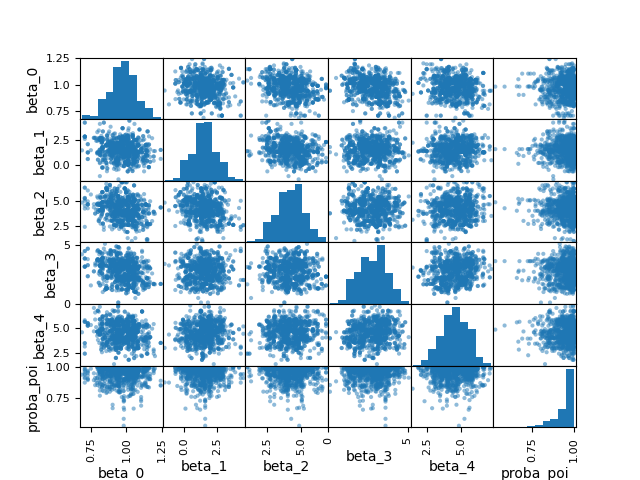 beta_0
1.25
1.0
0.75
beta_1
2.5
0.0
beta_2
5.0
2.5
beta_3
5
0
beta_4
5.0
2.5
proba_poi
1.00
0.75
0.75 1.00 1.25 0.0 2.5 2.5 5.0 0 5 2.5 5.0 0.75 1.00
beta_0 beta_1 beta_2 beta_3 beta_4 proba_poi